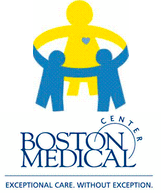 BOSTON
MEDICAL
CENTER
EXCEPTIONAL CARE. WITHOUT EXCEPTION.